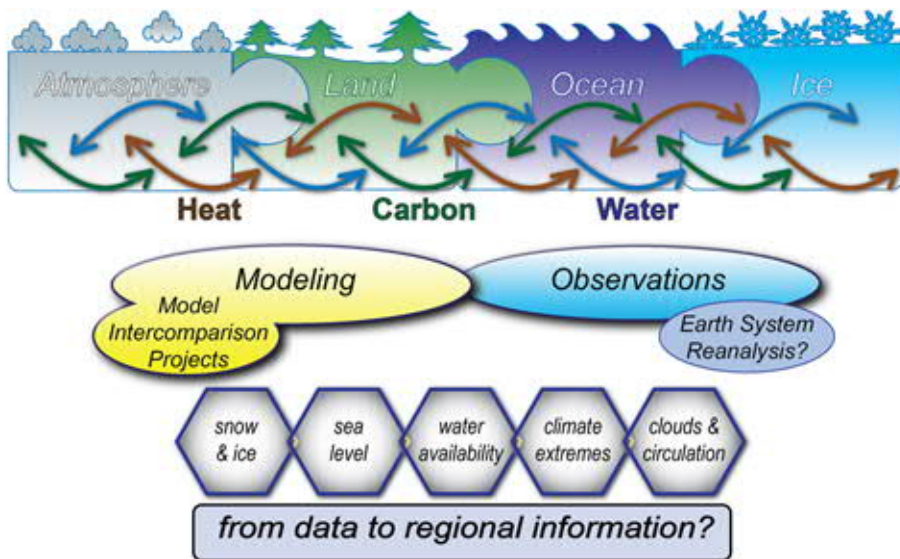 Atmosphere Land Ocean Ice
Heat Carbon Water
Modeling
Observations
Model
Intercomparison
Projects
Earth System
Reanalysis?
snow
& ice
sea
level
water
availability
climate
extremes
clouds &
circulation
from data to regional information?